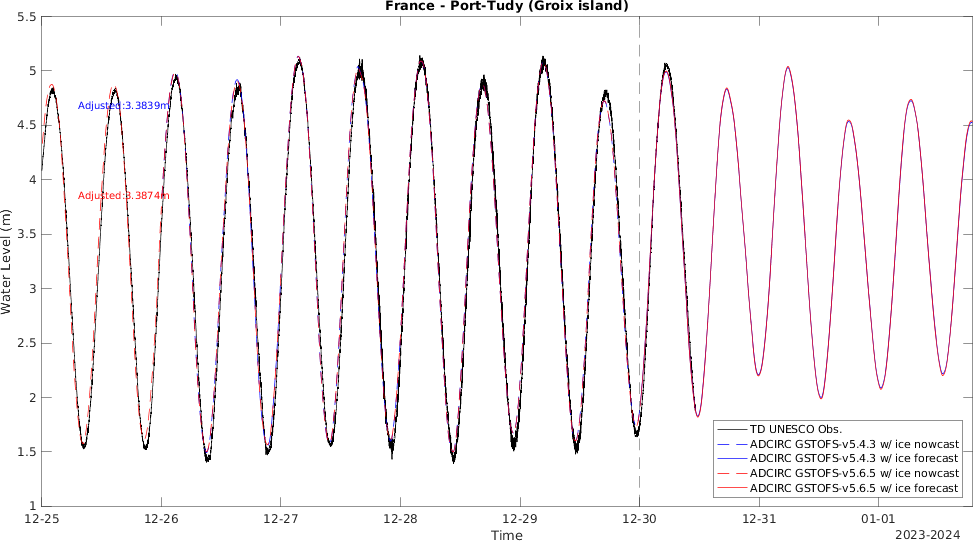 France - Port-Tudy (Groix island)
5.5
5
4.5
4
3.5
3
2.5
2
1.5
1
Water Level (m)
Adjusted:3.3839m
Adjusted:3.3874m
TD UNESCO Obs.
ADCIRC GSTOFS-v5.4.3 w/ ice nowcast
ADCIRC GSTOFS-v5.4.3 w/ ice forecast
ADCIRC GSTOFS-v5.6.5 w/ ice nowcast
ADCIRC GSTOFS-v5.6.5 w/ ice forecast
12-25 12-26 12-27 12-28 12-29 12-30 12-31 01-01
Time
2023-2024